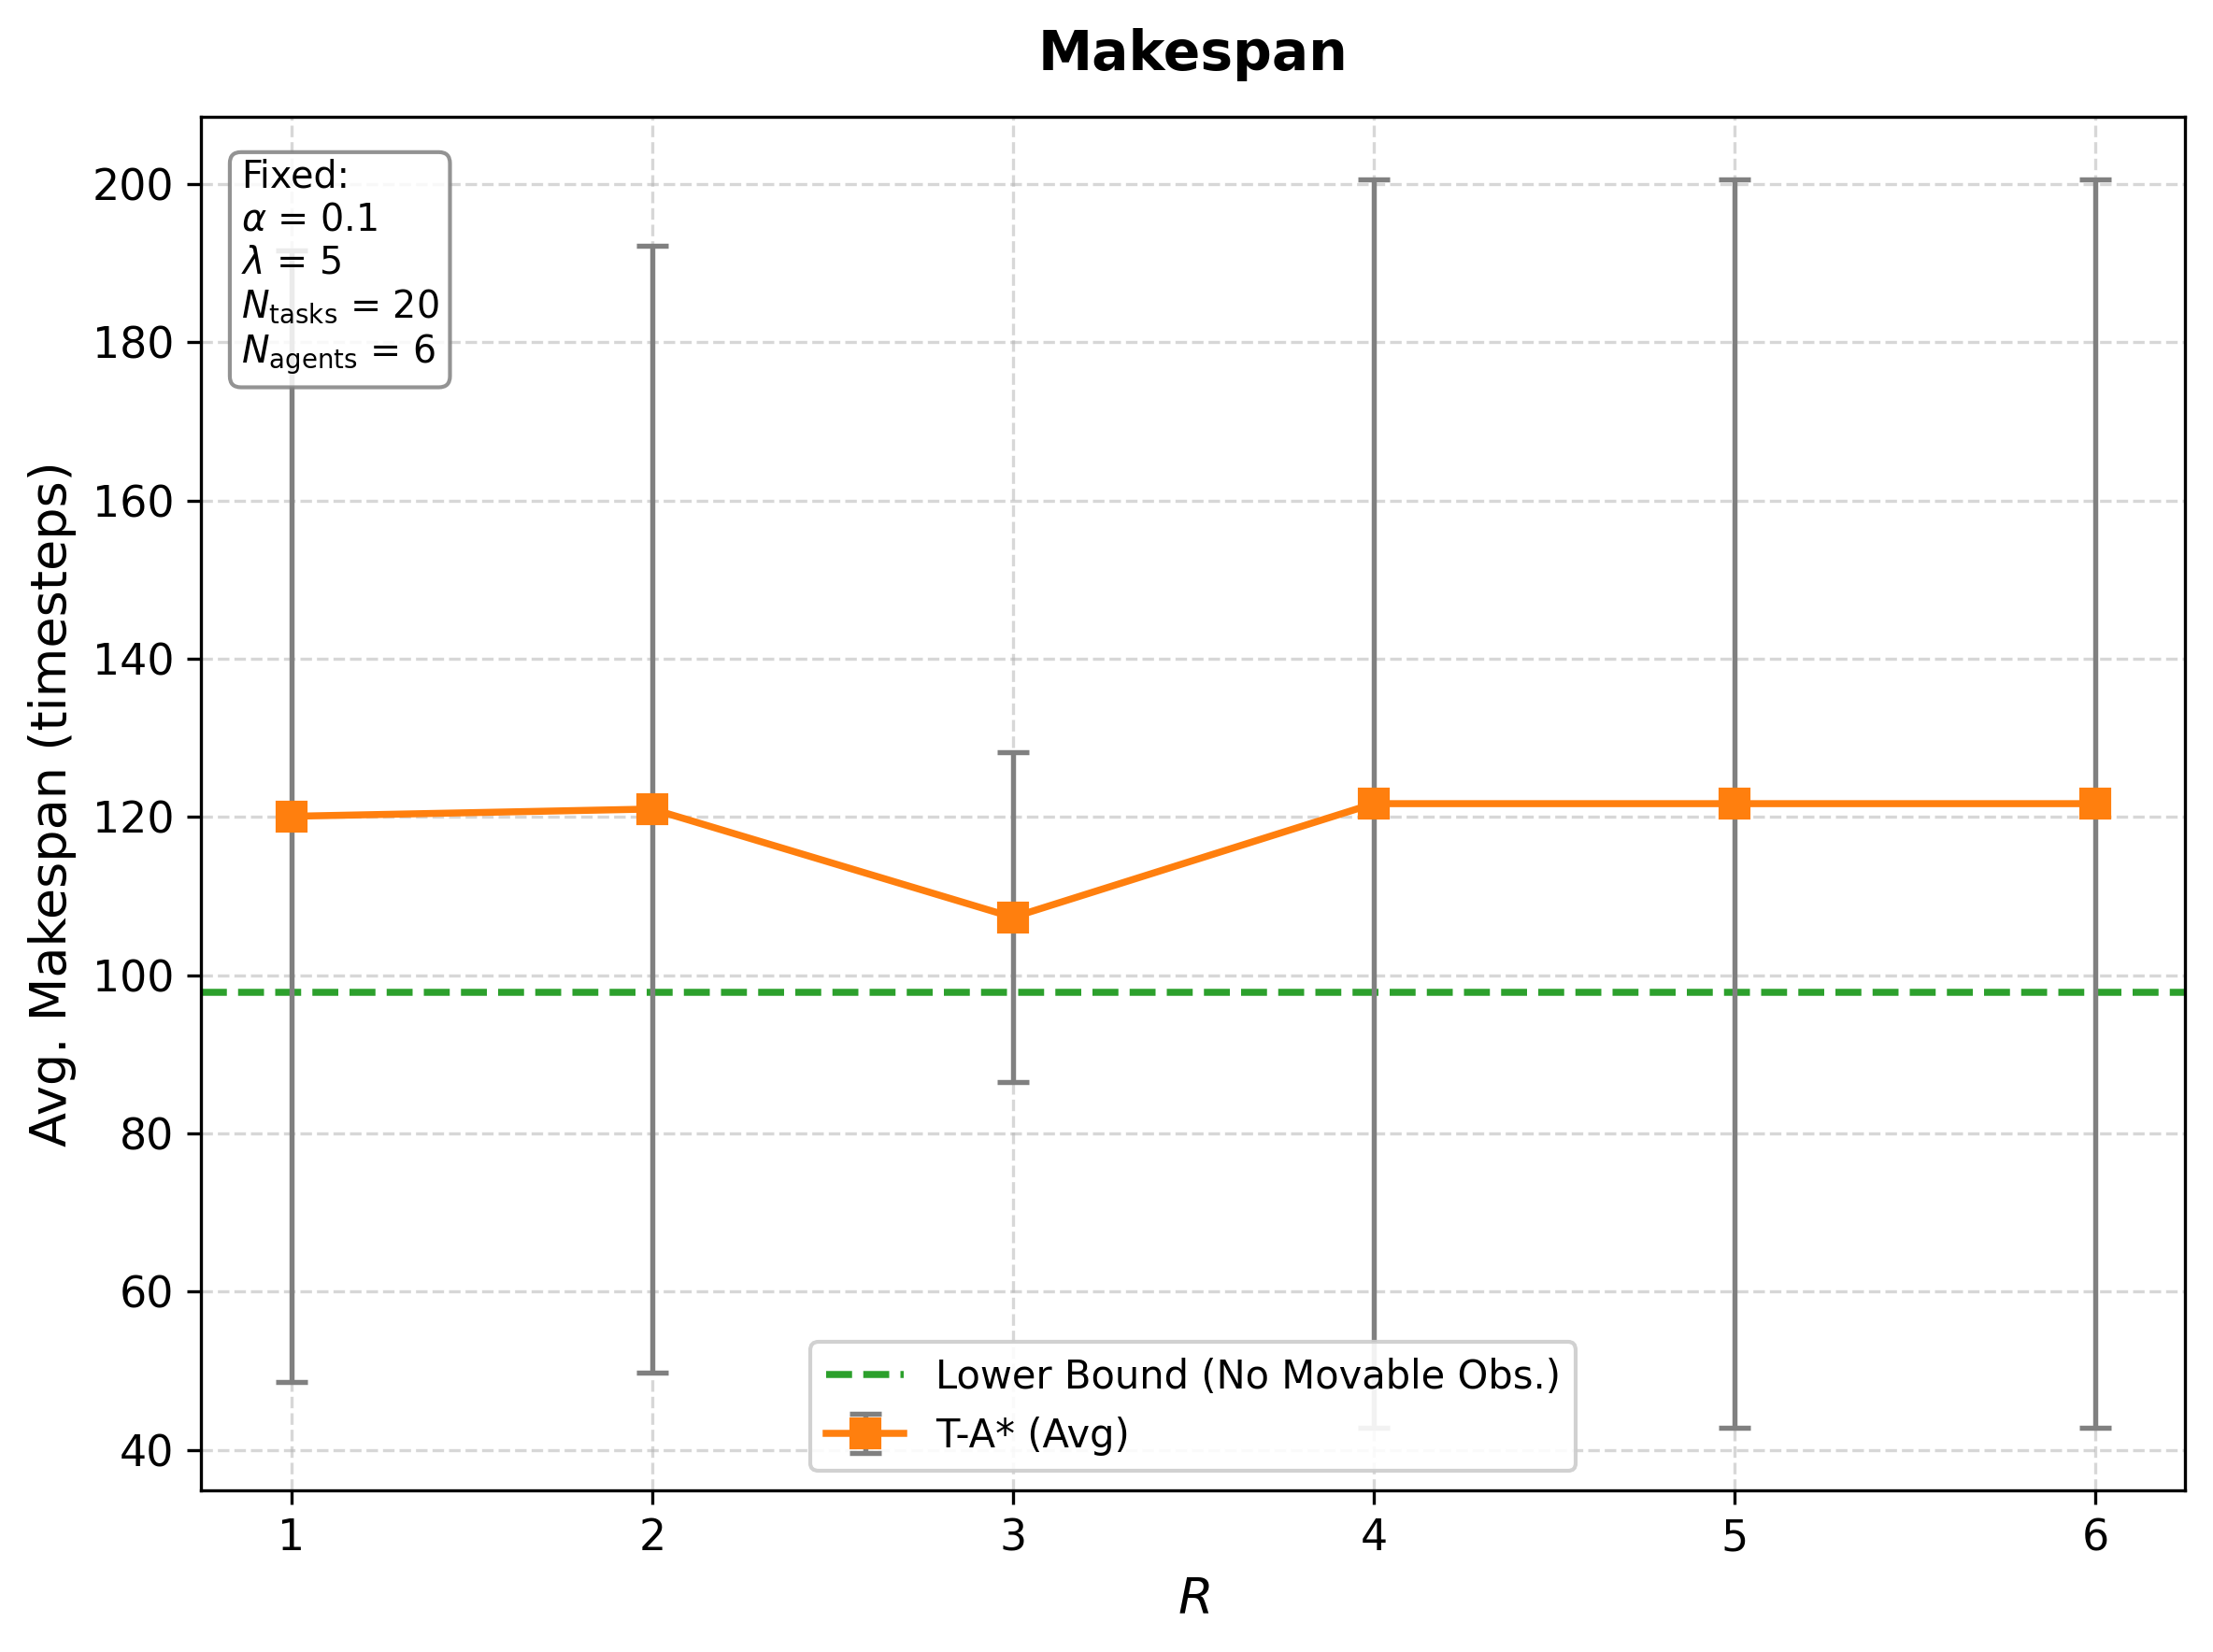 Makespan
Fixed:
α = 0.1
λ = 5
N_tasks = 20
N_agents = 6
200
180
160
140
120
100
80
60
40
Avg. Makespan (timesteps)
Lower Bound (No Movable Obs.)
T-A* (Avg)
1 2 3 4 5 6
R